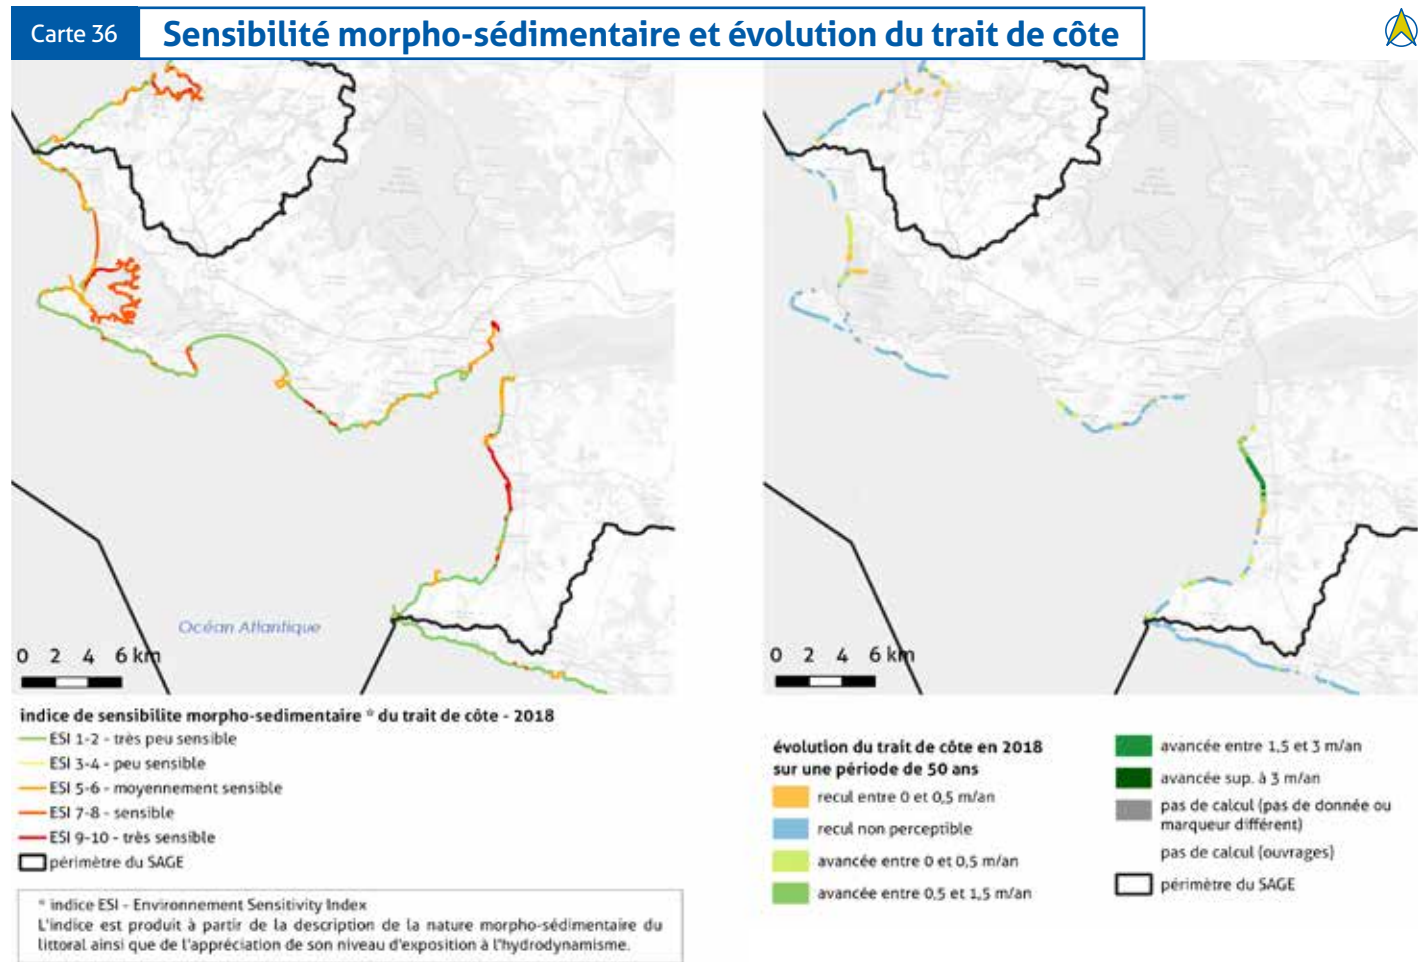 Carte 36
Sensibilité morpho-sédimentaire et évolution du trait de côte
Océan Atlantique
0 2 4 6 km
0 2 4 6 km
indice de sensibilite morpho-sedimentaire * du trait de côte - 2018
ESI 1-2 - très peu sensible
ESI 3-4 - peu sensible
ESI 5-6 - moyennement sensible
ESI 7-8 - sensible
ESI 9-10 - très sensible
périmètre du SAGE
* indice ESI - Environnement Sensitivity Index
L'indice est produit à partir de la description de la nature morpho-sédimentaire du
littoral ainsi que de l'appréciation de son niveau d'exposition à l'hydrodynamisme.
évolution du trait de côte en 2018
sur une période de 50 ans
recul entre 0 et 0,5 m/an
recul non perceptible
avancée entre 0 et 0,5 m/an
avancée entre 0,5 et 1,5 m/an
avancée entre 1,5 et 3 m/an
avancée sup. à 3 m/an
pas de calcul (pas de donnée ou
marqueur différent)
pas de calcul (ouvrages)
périmètre du SAGE